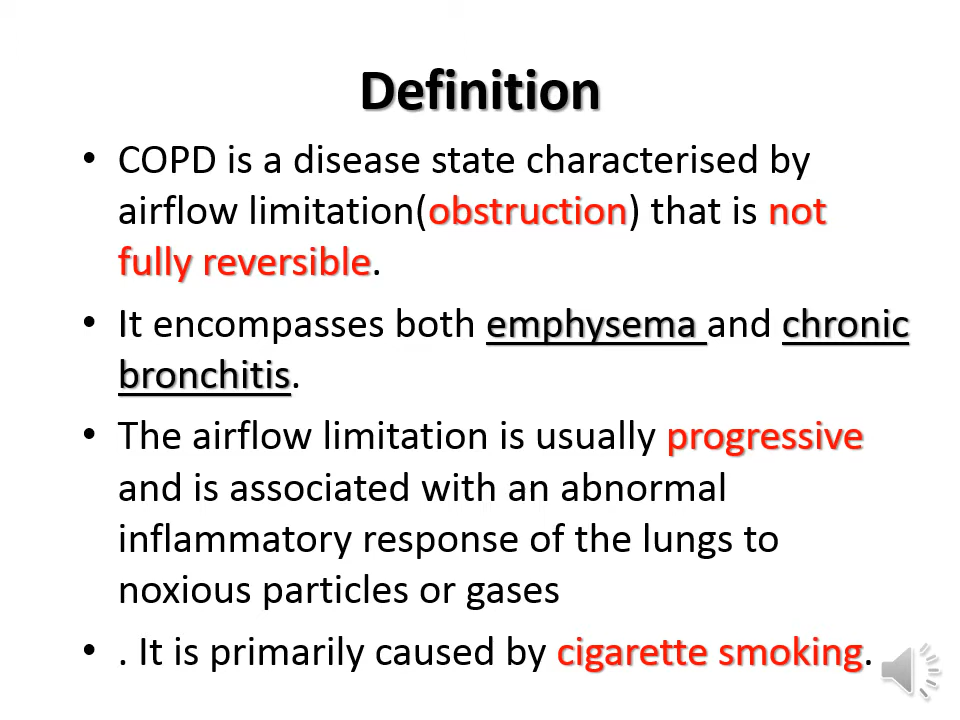 Definition
• COPD is a disease state characterised by
airflow limitation(obstruction) that is not
fully reversible.
• It encompasses both emphysema and chronic
bronchitis.
• The airflow limitation is usually progressive
and is associated with an abnormal
inflammatory response of the lungs to
noxious particles or gases
• . It is primarily caused by cigarette smoking.